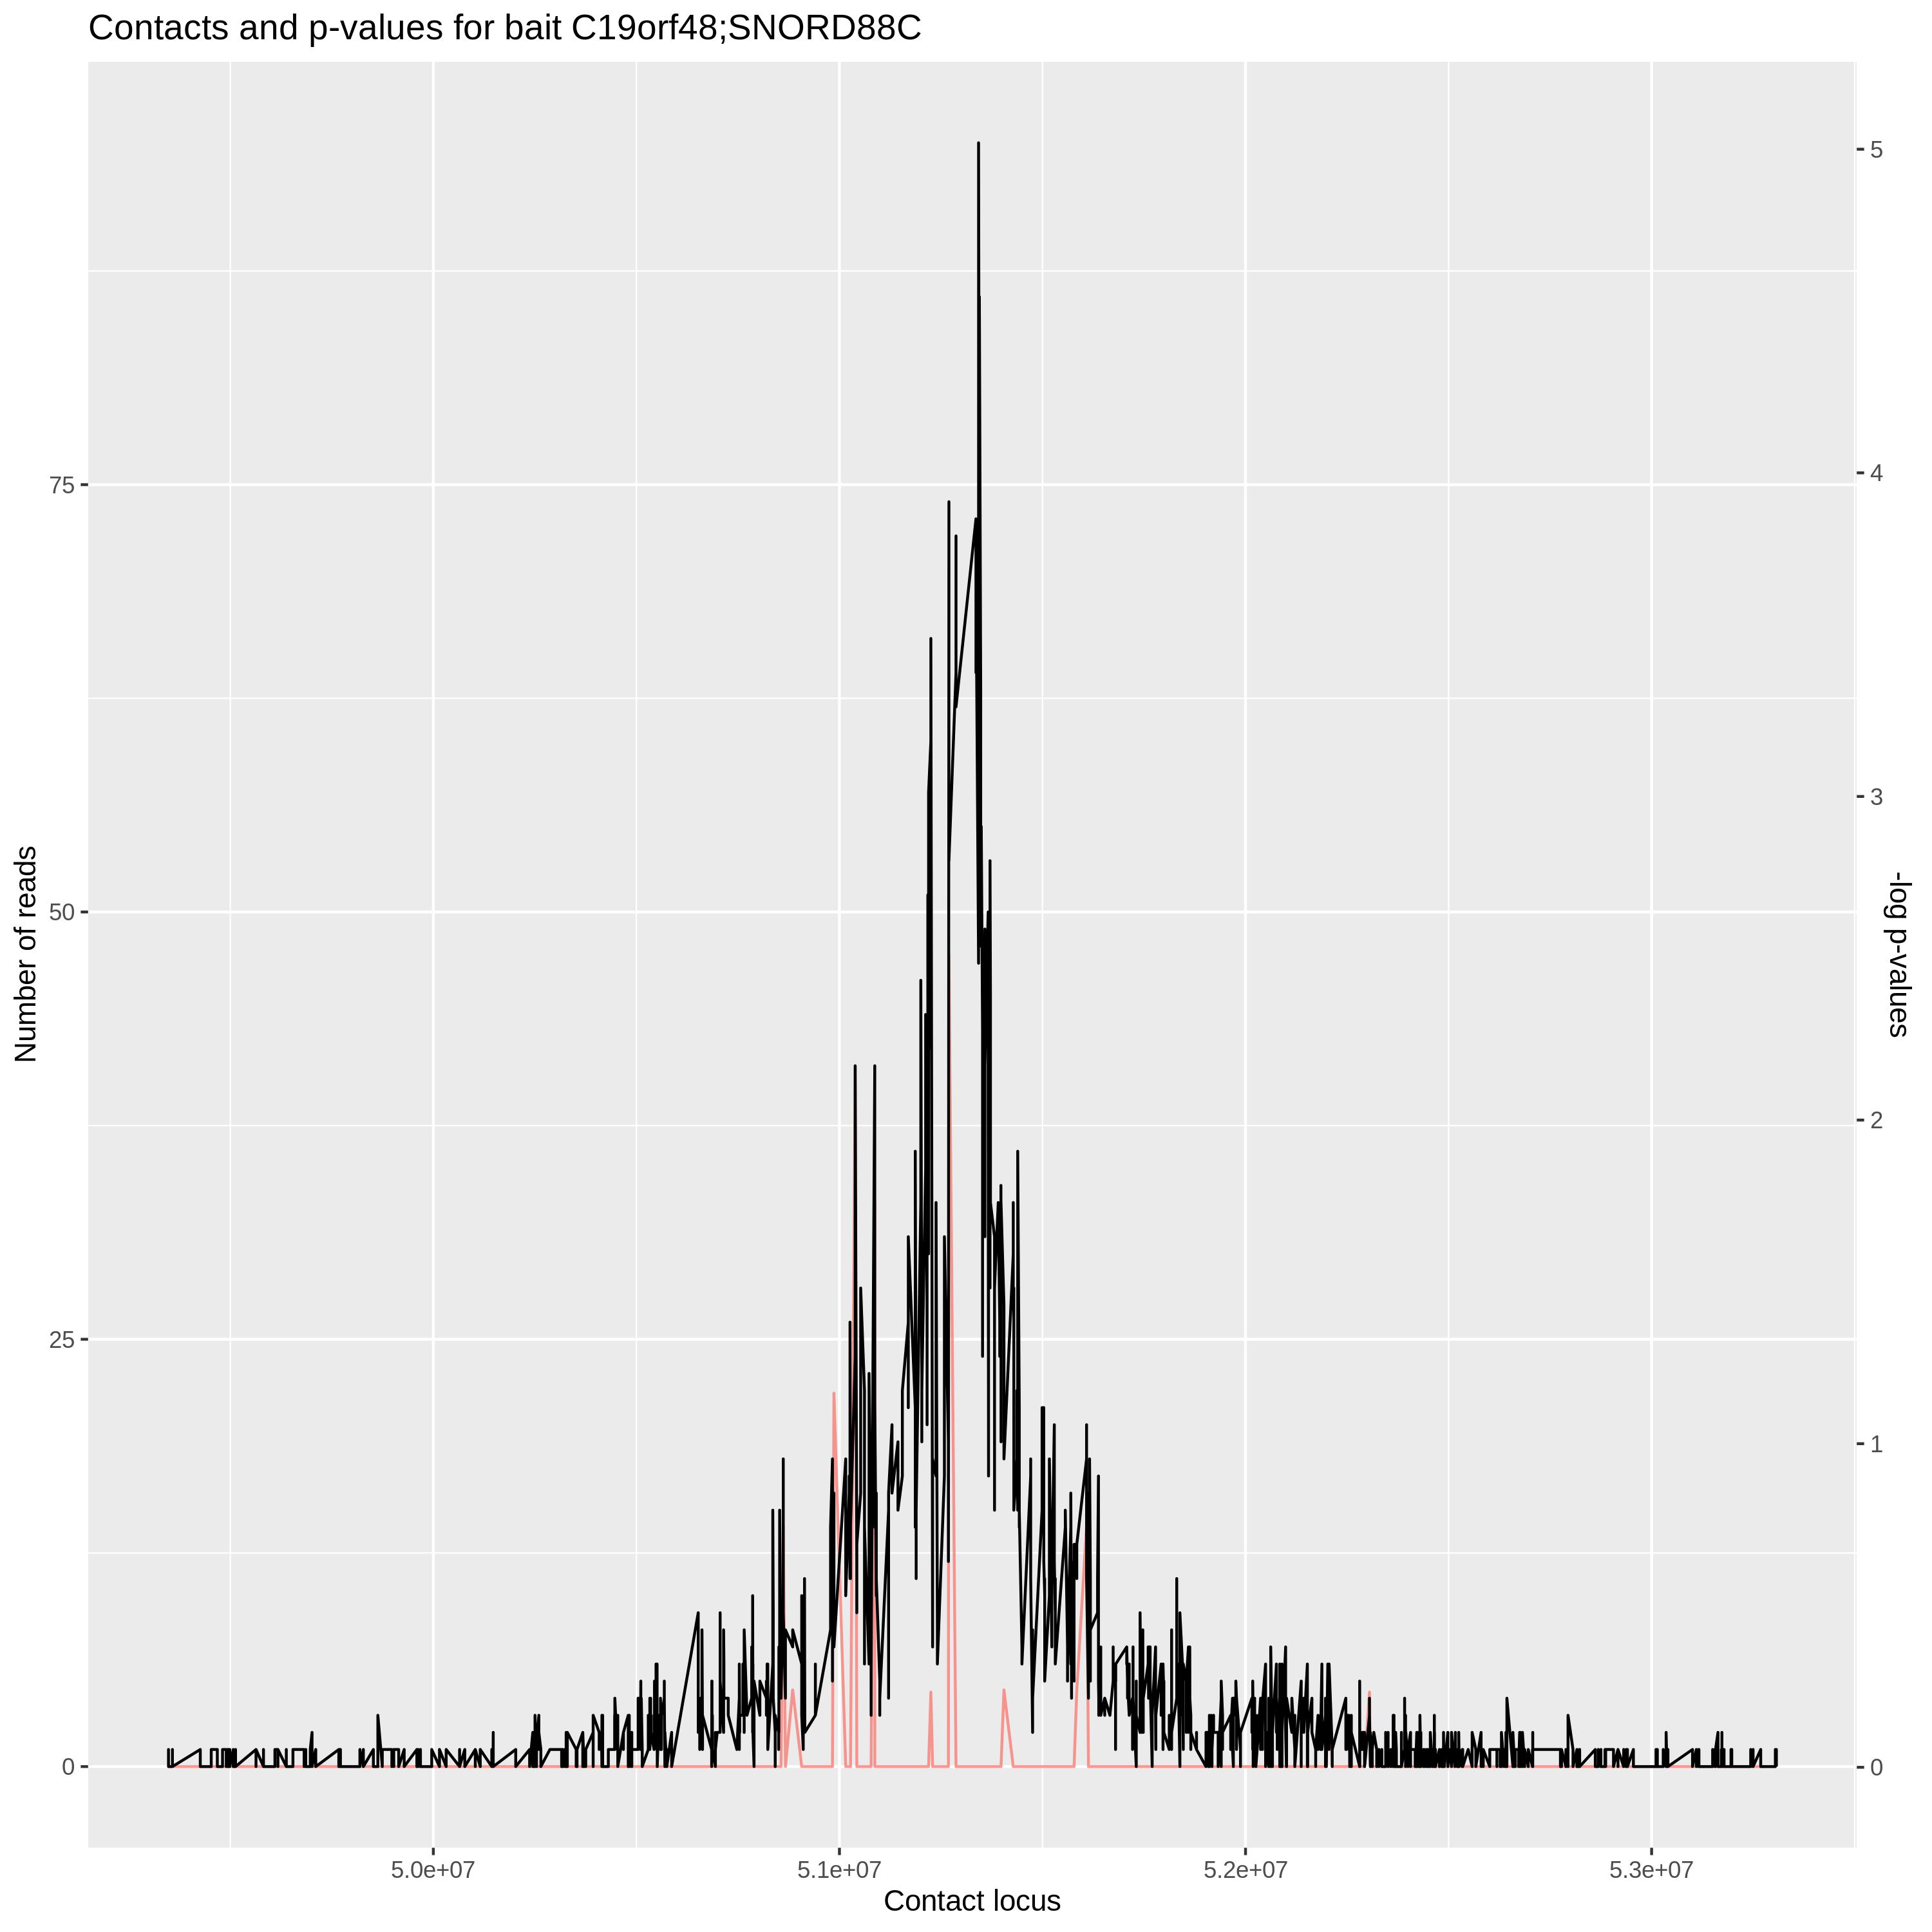 Contacts and p-values for bait C19orf48;SNORD88C
Number of reads
75
50
25
0
5
4
3
2
1
0
-log p-values
5.0e+07
5.1e+07
5.2e+07
5.3e+07
Contact locus